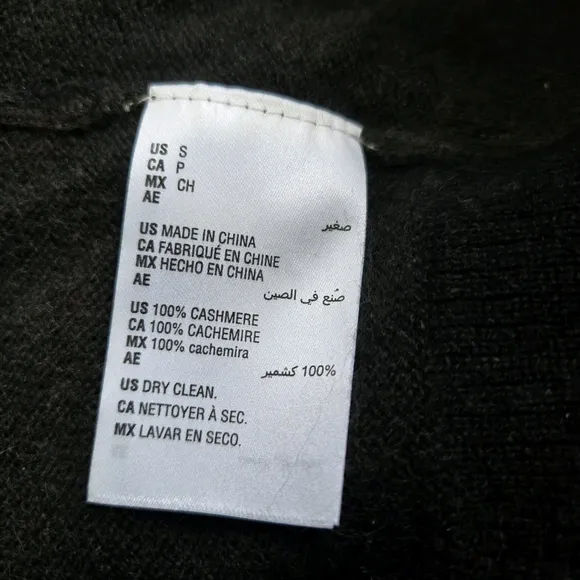 US S
CA P
MX CH
AE صغير
US MADE IN CHINA
CA FABRIQUÉ EN CHINE
MX HECHO EN CHINA
AE صُنع في الصين
US 100% CASHMERE
CA 100% CACHEMIRE
MX 100% cachemira
AE 100% كشمير
US DRY CLEAN.
CA NETTOYER À SEC.
MX LAVAR EN SECO.